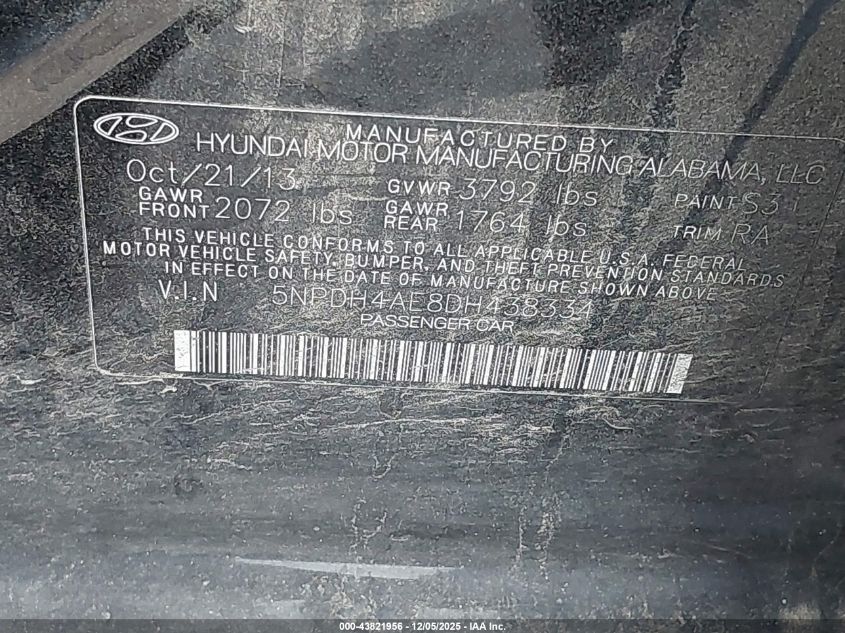 MANUFACTURED BY
HYUNDAI MOTOR MANUFACTURING ALABAMA, LLC
Oct/21/13 GVWR 3792 lbs PAINT S3
GAWR FRONT 2072 lbs GAWR REAR 1764 lbs TRIM RA
THIS VEHICLE CONFORMS TO ALL APPLICABLE U.S.A. FEDERAL
MOTOR VEHICLE SAFETY, BUMPER, AND THEFT PREVENTION STANDARDS
IN EFFECT ON THE DATE OF MANUFACTURE SHOWN ABOVE
V.I.N 5NPDH4AE8DH438334
PASSENGER CAR
000-43821956 - 12/05/2025 - IAA Inc.